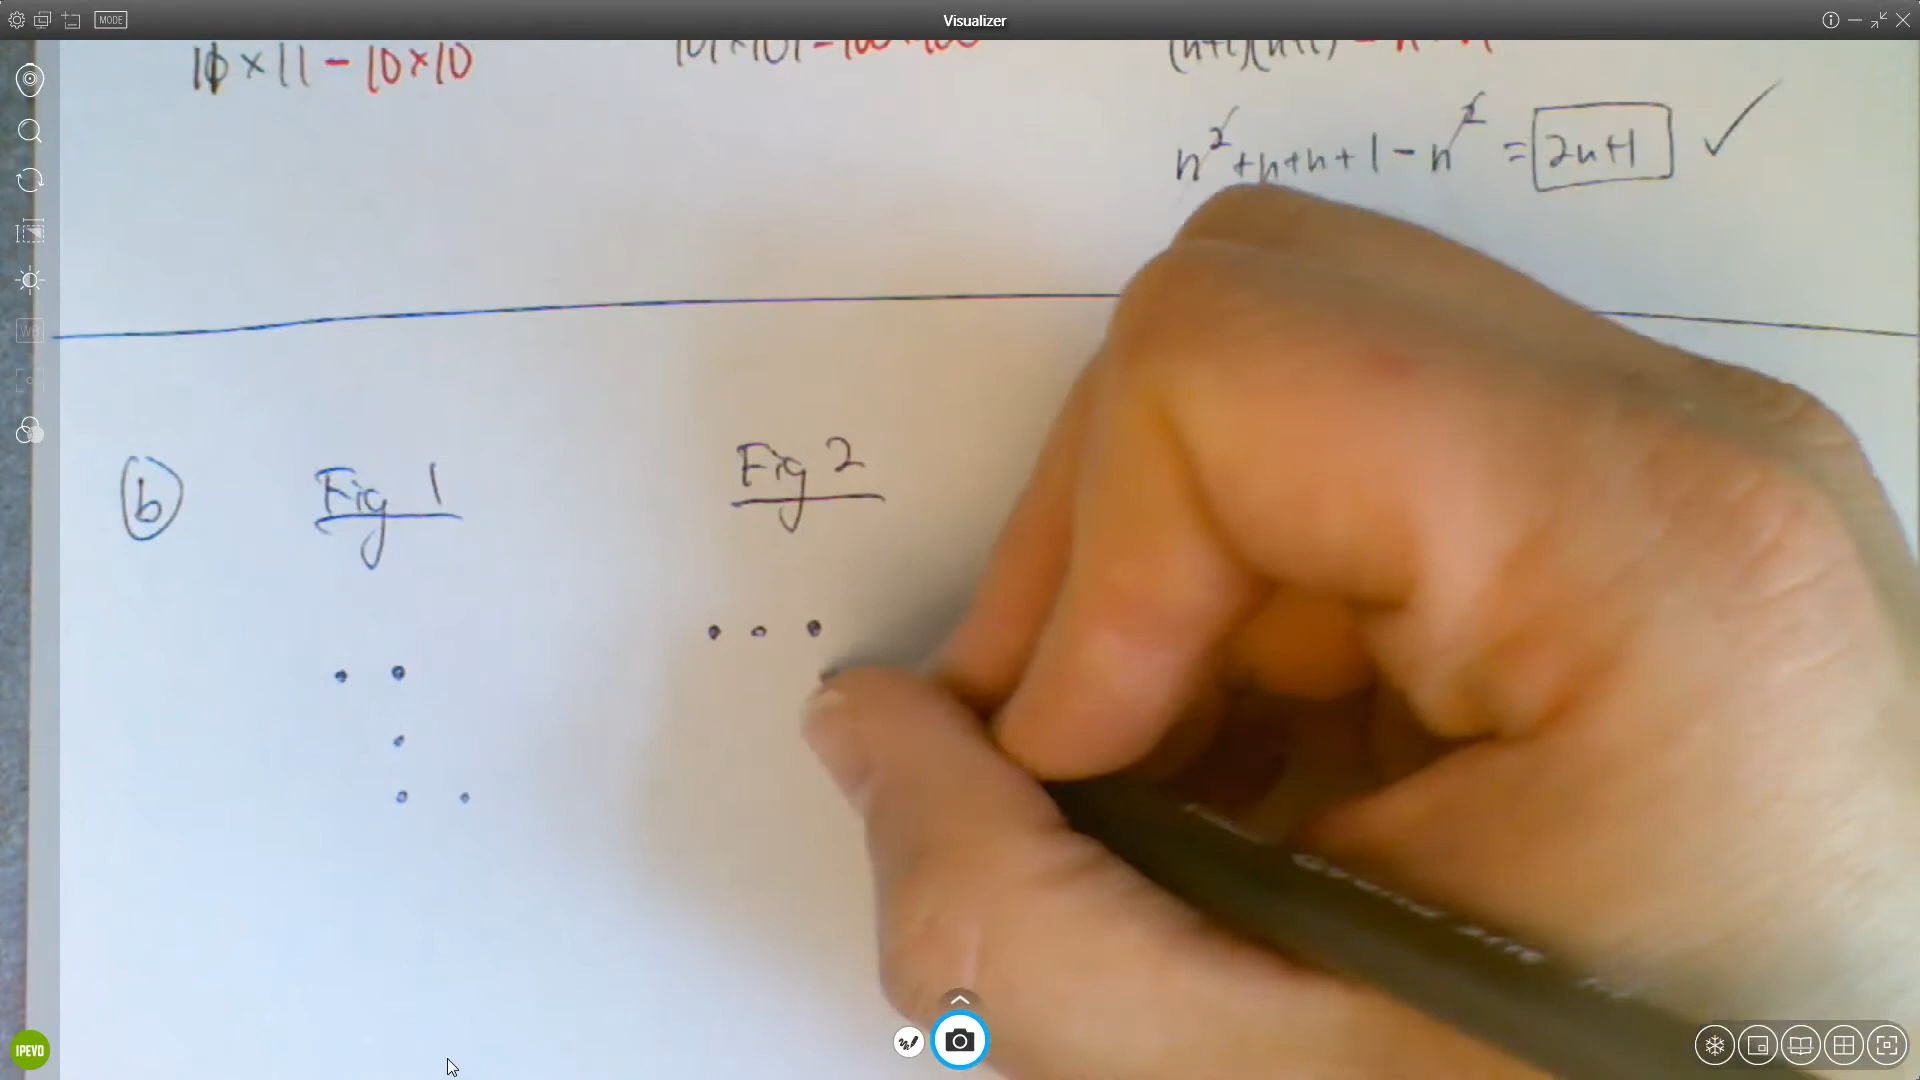 MODE
Visualizer
10×11 - 10×10
n²+n+n+1-n² = 2n+1 ✓
b
Fig 1
Fig 2
IPEVO